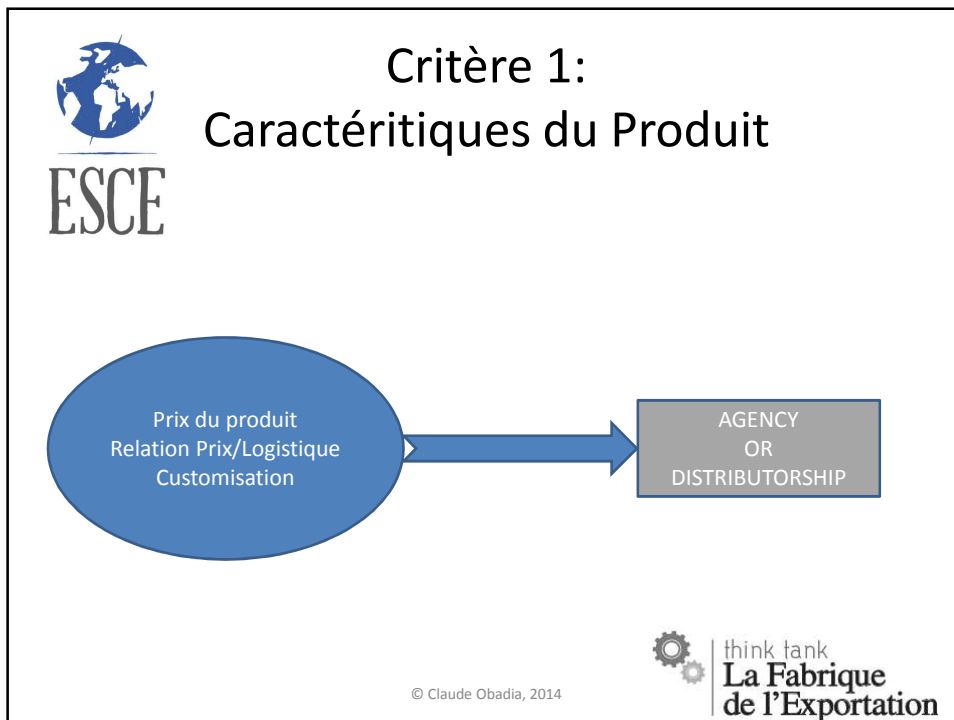 Critère 1:
Caractéritiques du Produit
ESCE
Prix du produit
Relation Prix/Logistique
Customisation
AGENCY
OR
DISTRIBUTORSHIP
© Claude Obadia, 2014
think tank
La Fabrique
de l'Exportation